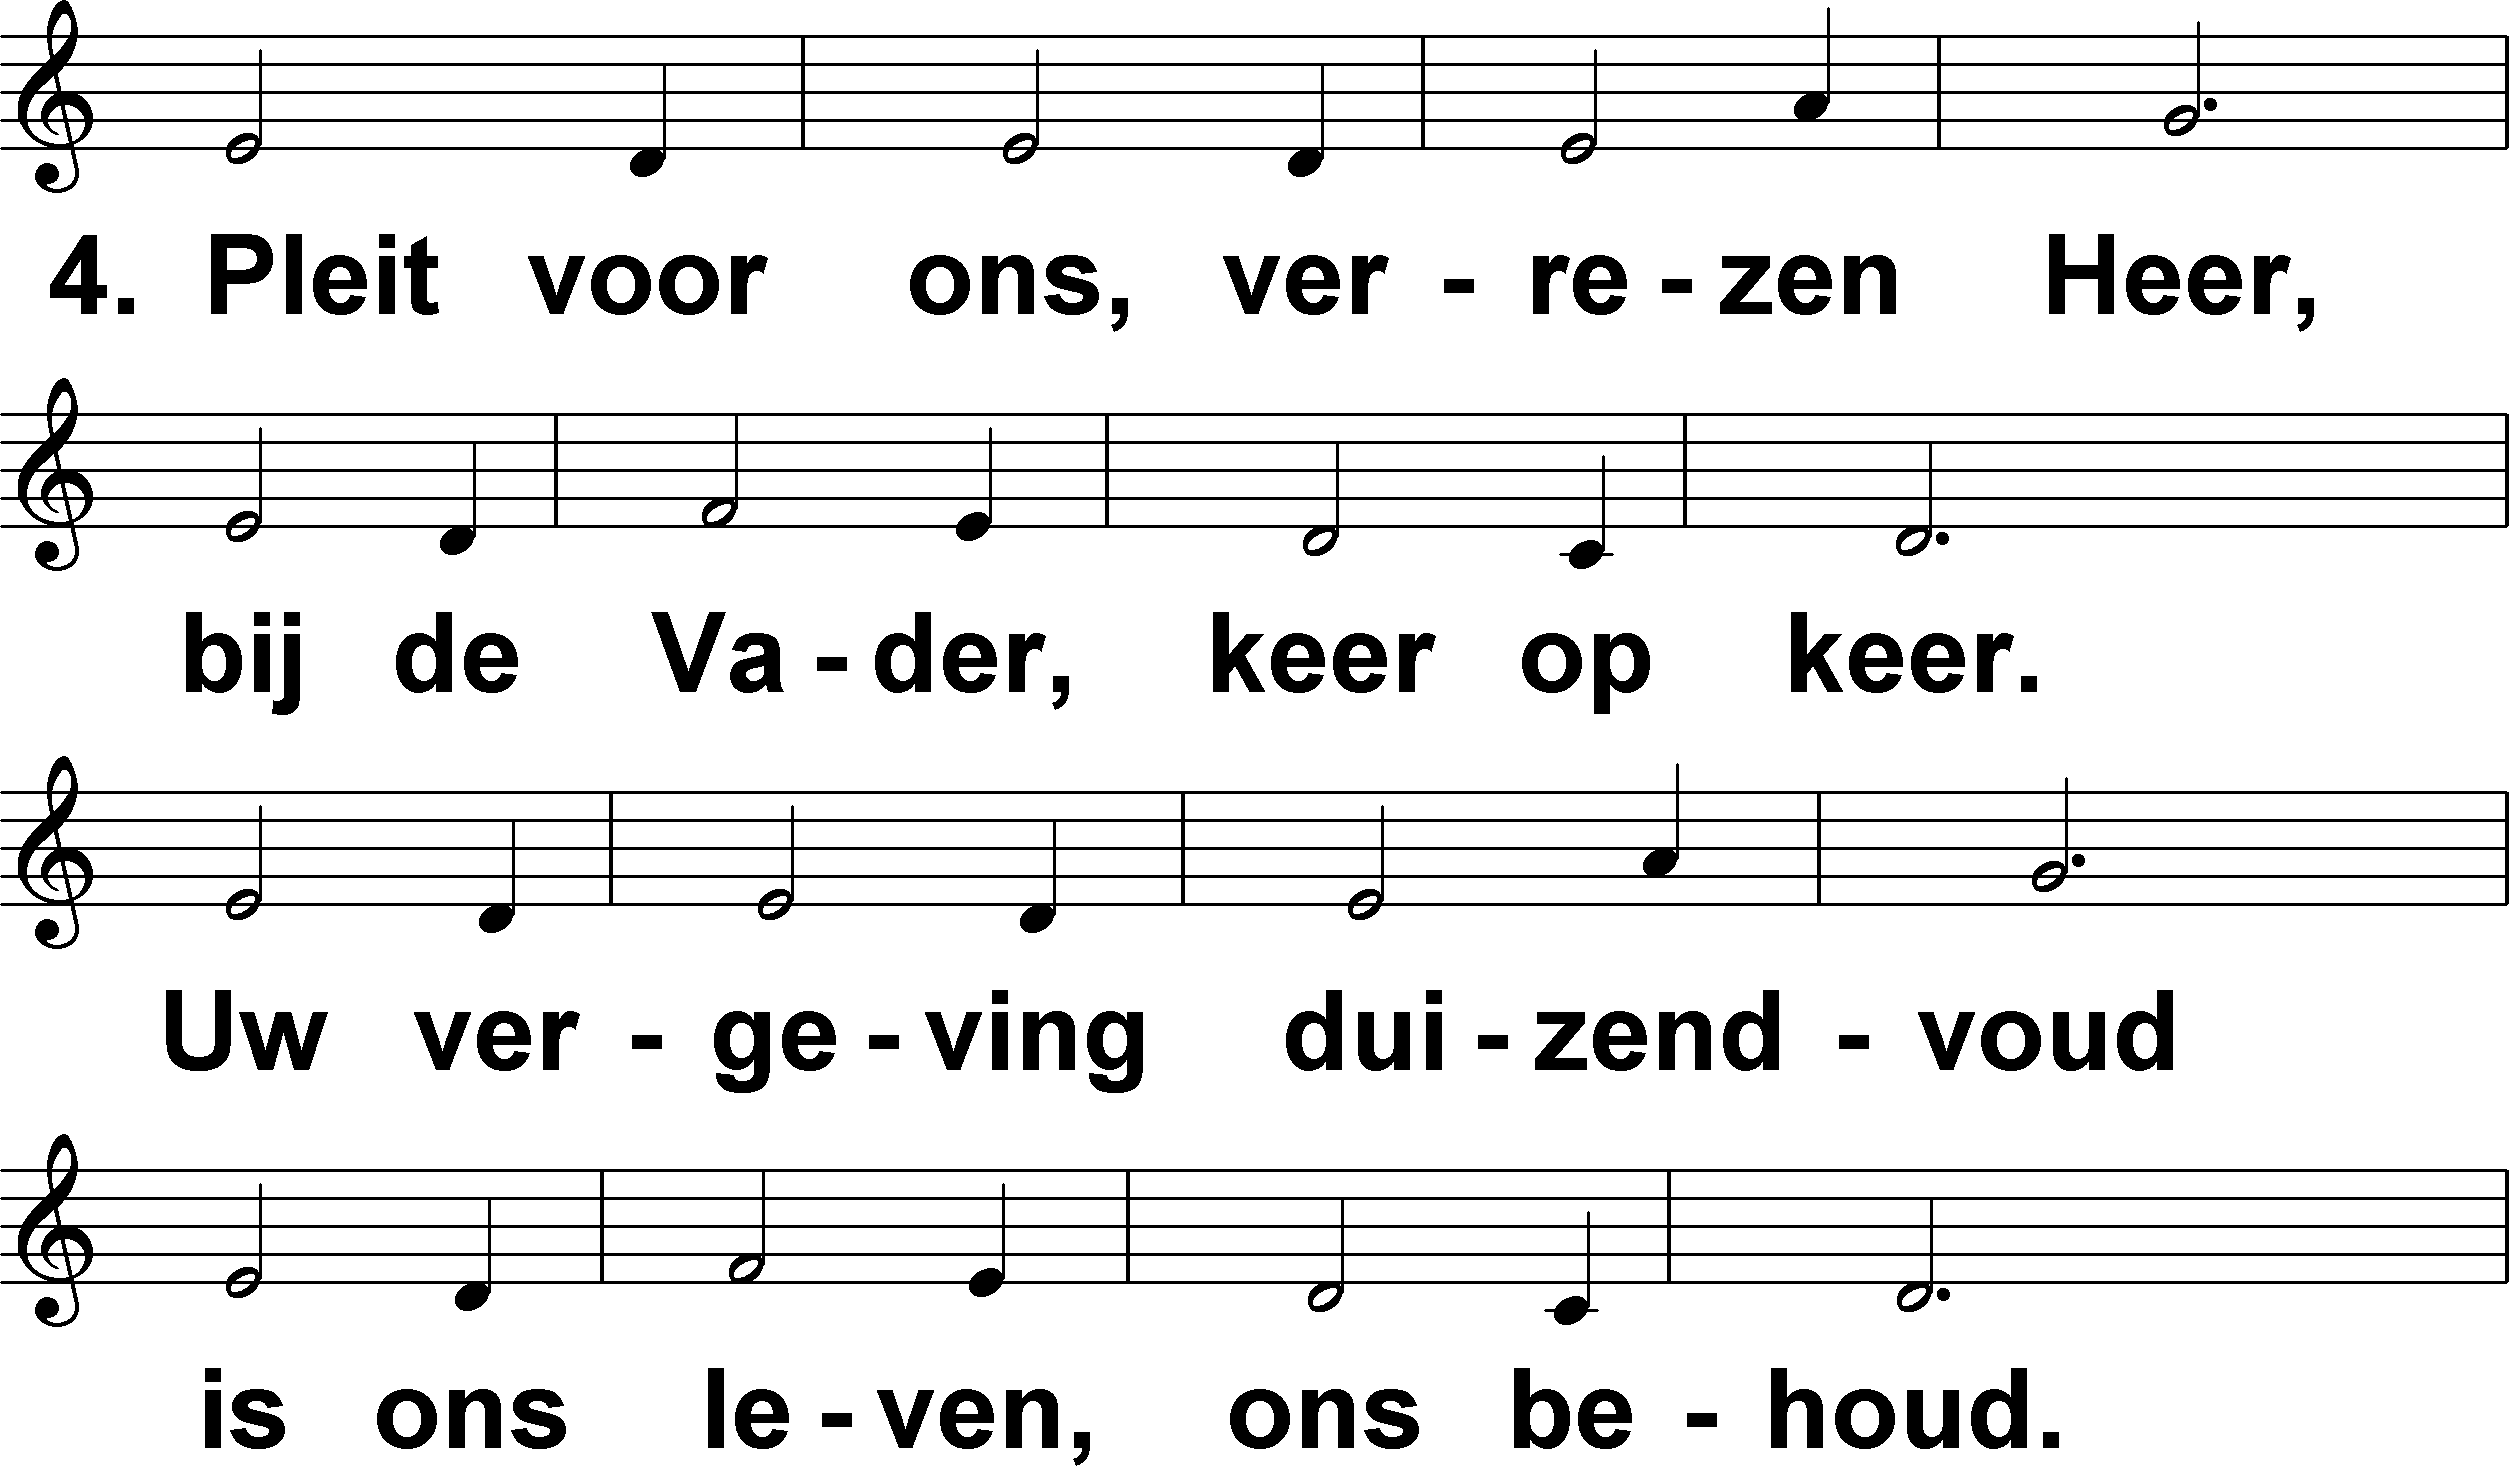 4. Pleit voor ons, ver - re - zen Heer,
bij de Va - der, keer op keer.
Uw ver - ge - ving dui - zend - voud
is ons le - ven, ons be - houd.